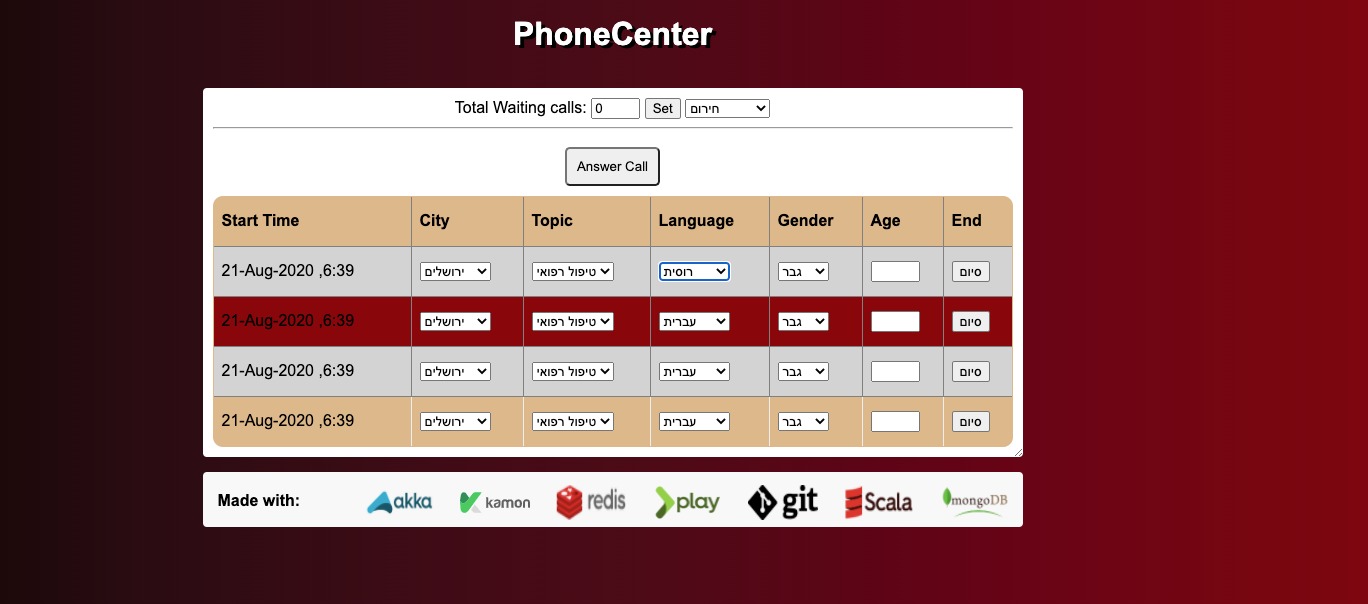 PhoneCenter
Total Waiting calls: 0 Set חירום
Answer Call
Start Time City Topic Language Gender Age End
21-Aug-2020 ,6:39 ירושלים טיפול רפואי רוסית גבר סיום
21-Aug-2020 ,6:39 ירושלים טיפול רפואי עברית גבר סיום
21-Aug-2020 ,6:39 ירושלים טיפול רפואי עברית גבר סיום
21-Aug-2020 ,6:39 ירושלים טיפול רפואי עברית גבר סיום
Made with: akka kamon redis play git Scala mongoDB